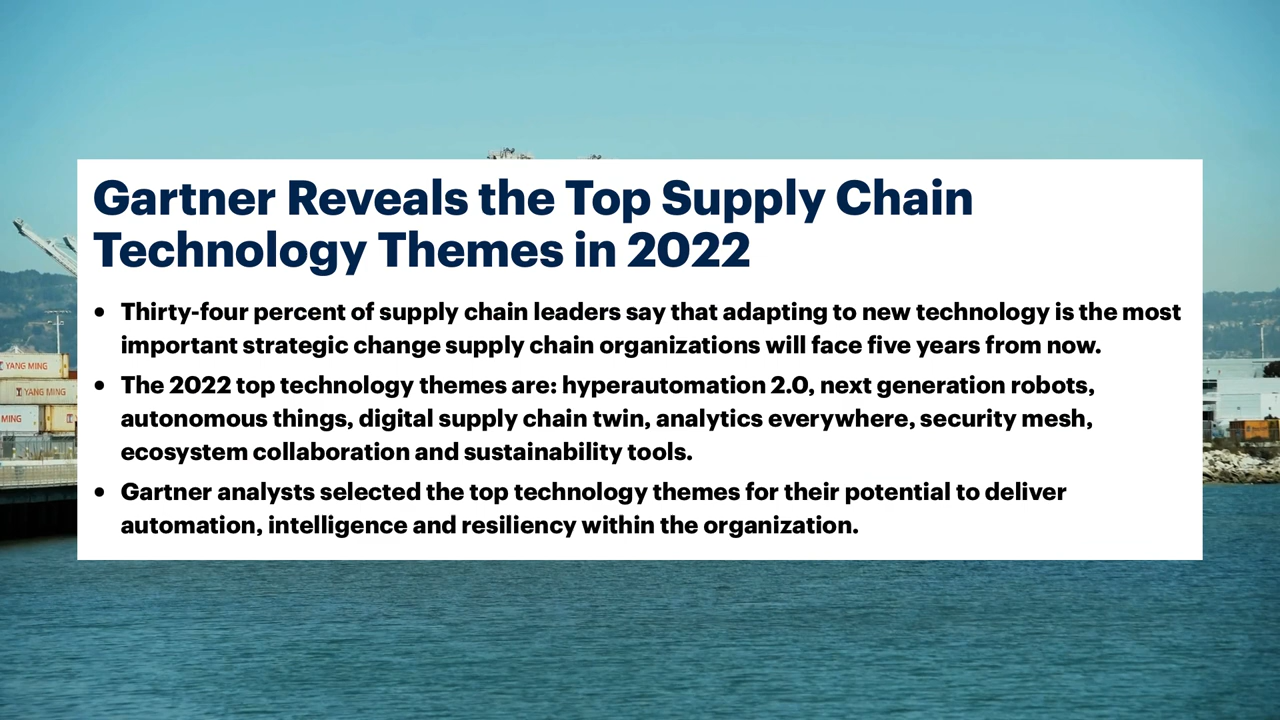 Gartner Reveals the Top Supply Chain
Technology Themes in 2022
• Thirty-four percent of supply chain leaders say that adapting to new technology is the most
important strategic change supply chain organizations will face five years from now.
• The 2022 top technology themes are: hyperautomation 2.0, next generation robots,
autonomous things, digital supply chain twin, analytics everywhere, security mesh,
ecosystem collaboration and sustainability tools.
• Gartner analysts selected the top technology themes for their potential to deliver
automation, intelligence and resiliency within the organization.
YANG MING
YANG MING
MING